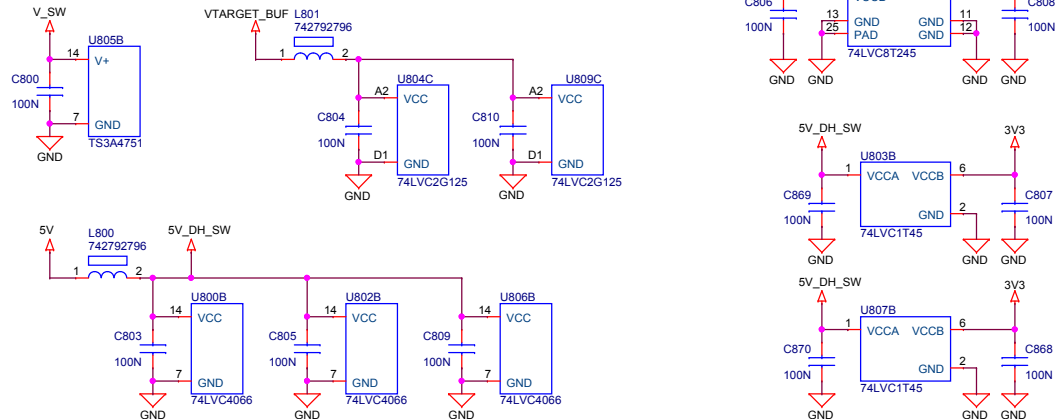 V_SW
14
U805B
V+
C800
100N
7
GND
TS3A4751
GND
VTARGET_BUF
L801
742792796
1
2
A2
U804C
VCC
C804
100N
D1
GND
74LVC2G125
GND
A2
U809C
VCC
C810
100N
D1
GND
74LVC2G125
GND
C806
100N
GND
13
25
GND
PAD
GND
GND
11
12
74LVC8T245
GND
GND
C808
100N
GND
5V
L800
742792796
1
2
5V_DH_SW
14
U800B
VCC
C803
100N
7
GND
74LVC4066
GND
14
U802B
VCC
C805
100N
7
GND
74LVC4066
GND
14
U806B
VCC
C809
100N
7
GND
74LVC4066
GND
5V_DH_SW
1
U803B
VCCA VCCB
6
3V3
C869
100N
GND
GND
2
74LVC1T45
GND
C807
100N
GND
5V_DH_SW
1
U807B
VCCA VCCB
6
3V3
C870
100N
GND
GND
2
74LVC1T45
GND
C868
100N
GND